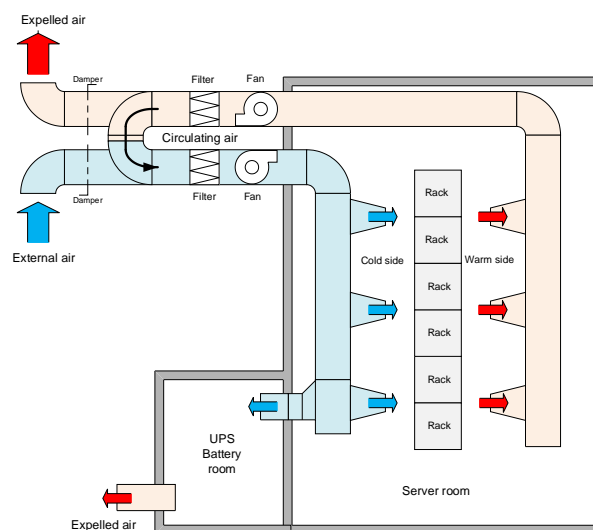 Expelled air
Damper
Filter
Fan
Circulating air
Damper
Filter
Fan
External air
Cold side
Warm side
Rack
Rack
Rack
Rack
Rack
Rack
UPS
Battery
room
Server room
Expelled air